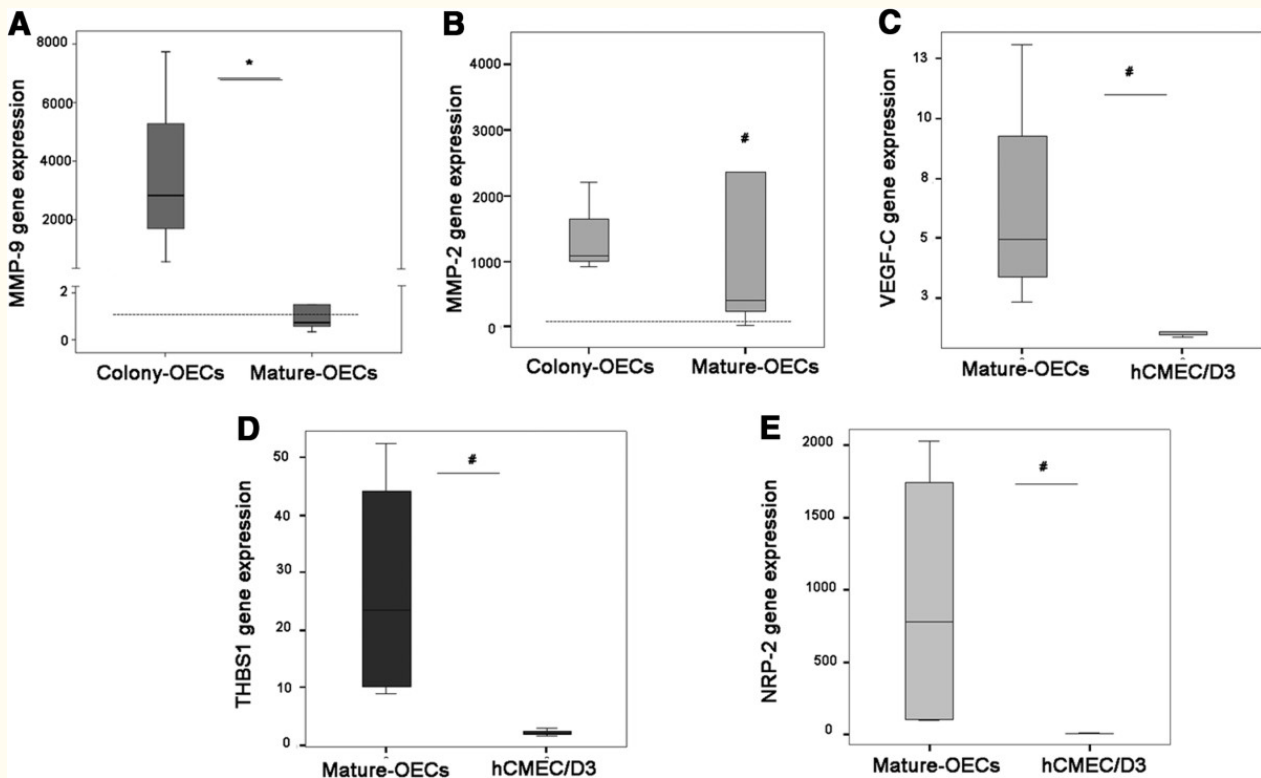 A
MMP-9 gene expression
8000
6000
4000
2000
2
0
*
Colony-OECs Mature-OECs
B
MMP-2 gene expression
4000
3000
2000
1000
0
#
Colony-OECs Mature-OECs
C
VEGF-C gene expression
13
10
8
5
3
#
Mature-OECs hCMEC/D3
D
THBS1 gene expression
50
40
30
20
10
0
#
Mature-OECs hCMEC/D3
E
NRP-2 gene expression
2000
1500
1000
500
0
#
Mature-OECs hCMEC/D3